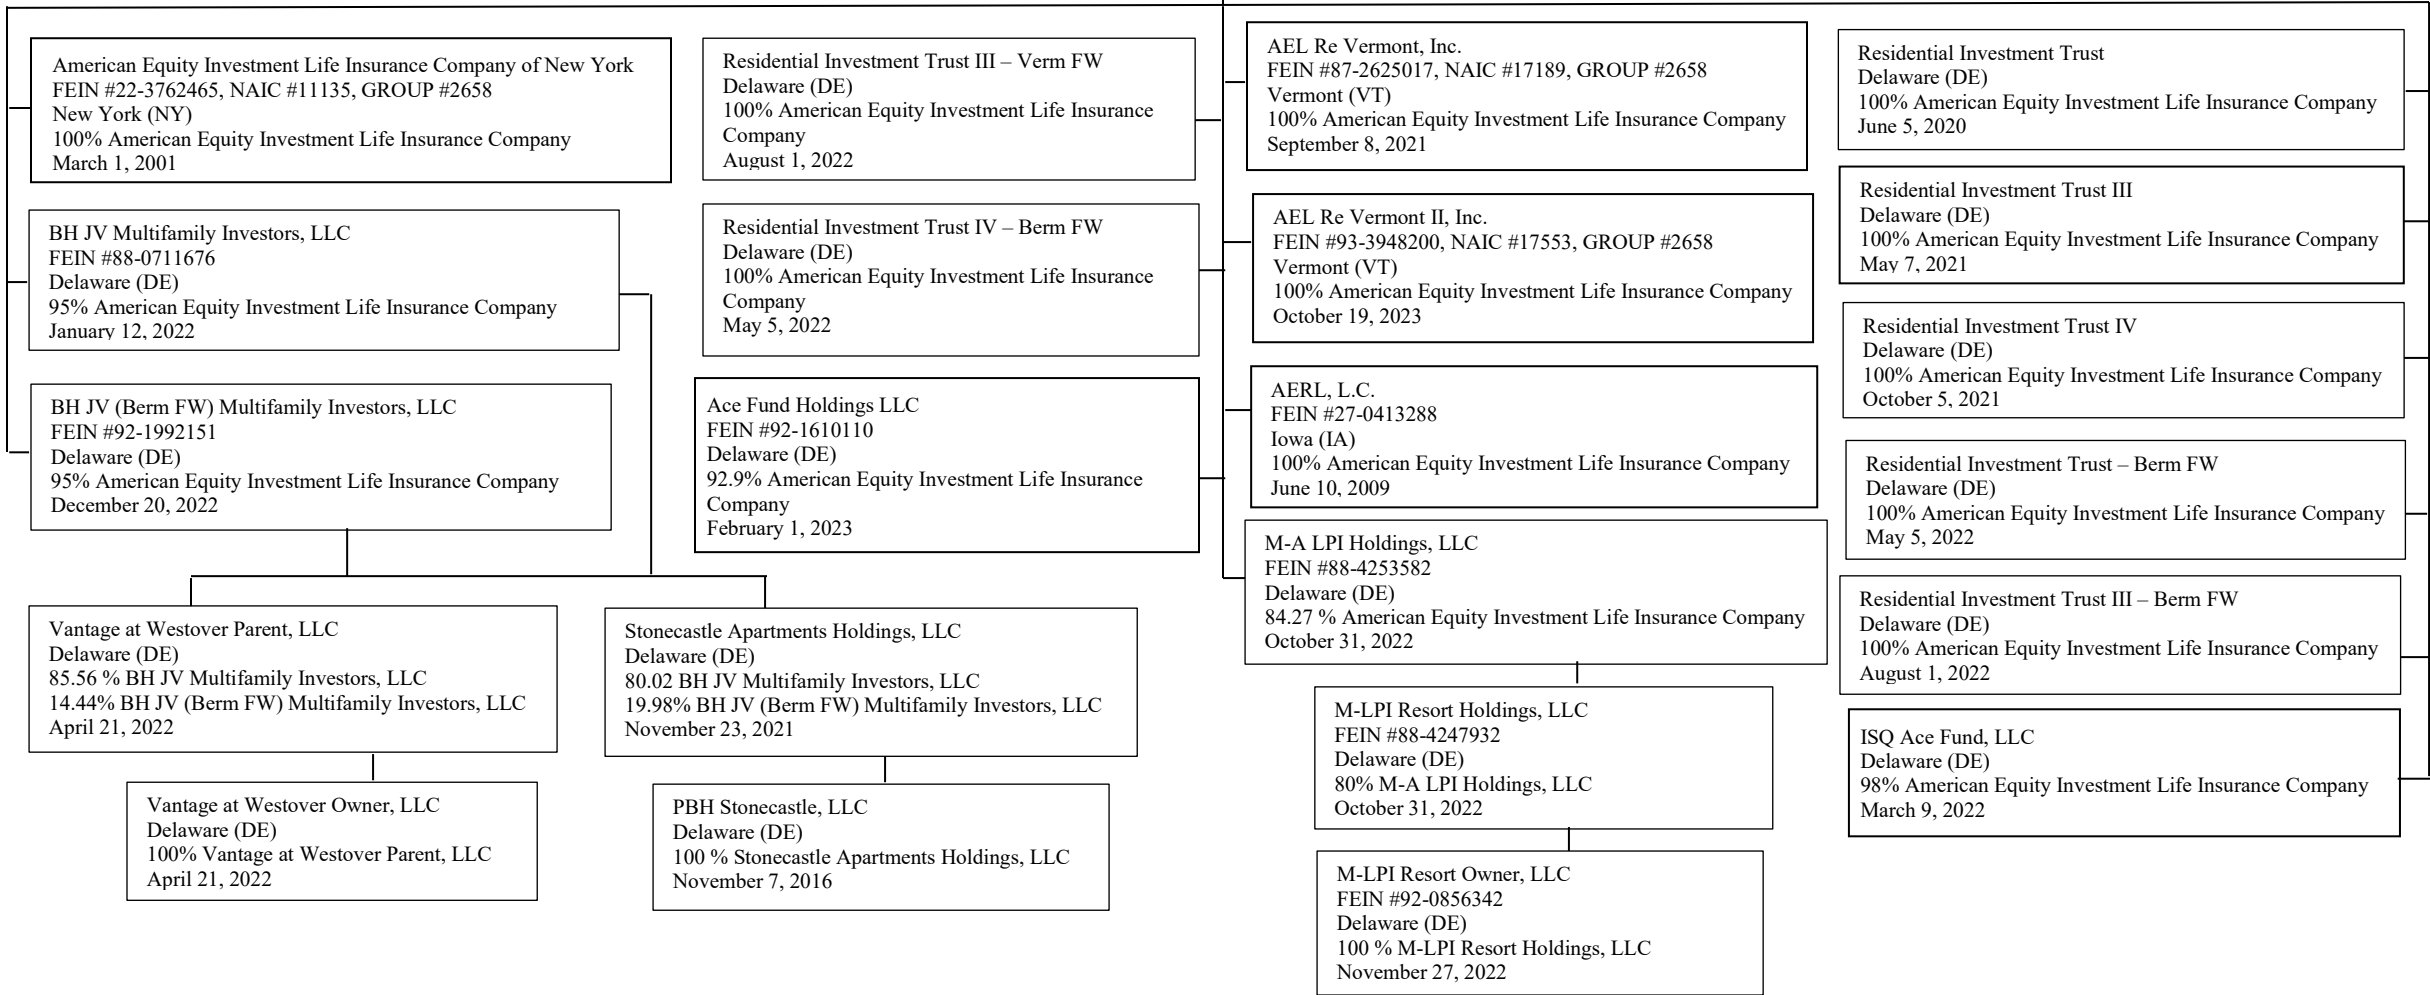 American Equity Investment Life Insurance Company of New York
FEIN #22-3762465, NAIC #11135, GROUP #2658
New York (NY)
100% American Equity Investment Life Insurance Company
March 1, 2001
BH JV Multifamily Investors, LLC
FEIN #88-0711676
Delaware (DE)
95% American Equity Investment Life Insurance Company
January 12, 2022
BH JV (Berm FW) Multifamily Investors, LLC
FEIN #92-1992151
Delaware (DE)
95% American Equity Investment Life Insurance Company
December 20, 2022
Vantage at Westover Parent, LLC
Delaware (DE)
85.56 % BH JV Multifamily Investors, LLC
14.44% BH JV (Berm FW) Multifamily Investors, LLC
April 21, 2022
Vantage at Westover Owner, LLC
Delaware (DE)
100% Vantage at Westover Parent, LLC
April 21, 2022
Residential Investment Trust III – Verm FW
Delaware (DE)
100% American Equity Investment Life Insurance
Company
August 1, 2022
Residential Investment Trust IV – Berm FW
Delaware (DE)
100% American Equity Investment Life Insurance
Company
May 5, 2022
Ace Fund Holdings LLC
FEIN #92-1610110
Delaware (DE)
92.9% American Equity Investment Life Insurance
Company
February 1, 2023
Stonecastle Apartments Holdings, LLC
Delaware (DE)
80.02 BH JV Multifamily Investors, LLC
19.98% BH JV (Berm FW) Multifamily Investors, LLC
November 23, 2021
PBH Stonecastle, LLC
Delaware (DE)
100 % Stonecastle Apartments Holdings, LLC
November 7, 2016
AEL Re Vermont, Inc.
FEIN #87-2625017, NAIC #17189, GROUP #2658
Vermont (VT)
100% American Equity Investment Life Insurance Company
September 8, 2021
AEL Re Vermont II, Inc.
FEIN #93-3948200, NAIC #17553, GROUP #2658
Vermont (VT)
100% American Equity Investment Life Insurance Company
October 19, 2023
AERL, L.C.
FEIN #27-0413288
Iowa (IA)
100% American Equity Investment Life Insurance Company
June 10, 2009
M-A LPI Holdings, LLC
FEIN #88-4253582
Delaware (DE)
84.27 % American Equity Investment Life Insurance Company
October 31, 2022
M-LPI Resort Holdings, LLC
FEIN #88-4247932
Delaware (DE)
80% M-A LPI Holdings, LLC
October 31, 2022
M-LPI Resort Owner, LLC
FEIN #92-0856342
Delaware (DE)
100 % M-LPI Resort Holdings, LLC
November 27, 2022
Residential Investment Trust
Delaware (DE)
100% American Equity Investment Life Insurance Company
June 5, 2020
Residential Investment Trust III
Delaware (DE)
100% American Equity Investment Life Insurance Company
May 7, 2021
Residential Investment Trust IV
Delaware (DE)
100% American Equity Investment Life Insurance Company
October 5, 2021
Residential Investment Trust – Berm FW
Delaware (DE)
100% American Equity Investment Life Insurance Company
May 5, 2022
Residential Investment Trust III – Berm FW
Delaware (DE)
100% American Equity Investment Life Insurance Company
August 1, 2022
ISQ Ace Fund, LLC
Delaware (DE)
98% American Equity Investment Life Insurance Company
March 9, 2022